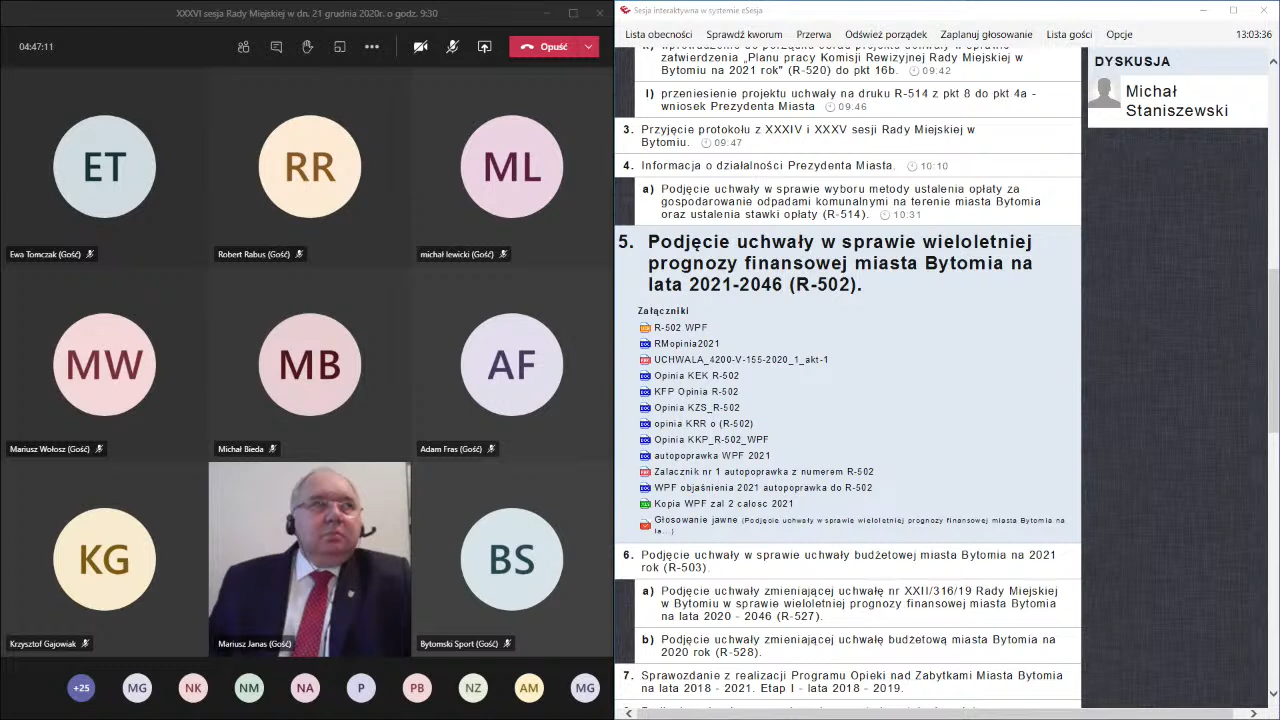 XXXVI sesja Rady Miejskiej w dn. 21 grudnia 2020r. o godz. 9:30
04:47:11
Opuść
ET
Ewa Tomczak (Gość)
RR
Robert Rabus (Gość)
ML
michał lewicki (Gość)
MW
Mariusz Wołosz (Gość)
MB
Michał Bieda
AF
Adam Fras (Gość)
KG
Krzysztof Gajowiak
Mariusz Janas (Gość)
BS
Bytomski Sport (Gość)
+25
MG
NK
NM
NA
P
PB
NZ
AM
MG
Sesja interaktywna w systemie eSesja
Lista obecności
Sprawdź kworum
Przerwa
Odśwież porządek
Zaplanuj głosowanie
Lista gości
Opcje
13:03:36
zatwierdzenia „Planu pracy Komisji Rewizyjnej Rady Miejskiej w
Bytomiu na 2021 rok" (R-520) do pkt 16b. 09:42
l) przeniesienie projektu uchwały na druku R-514 z pkt 8 do pkt 4a -
wniosek Prezydenta Miasta 09:46
3. Przyjęcie protokołu z XXXIV i XXXV sesji Rady Miejskiej w
Bytomiu. 09:47
4. Informacja o działalności Prezydenta Miasta. 10:10
a) Podjęcie uchwały w sprawie wyboru metody ustalenia opłaty za
gospodarowanie odpadami komunalnymi na terenie miasta Bytomia
oraz ustalenia stawki opłaty (R-514). 10:31
5. Podjęcie uchwały w sprawie wieloletniej
prognozy finansowej miasta Bytomia na
lata 2021-2046 (R-502).
Załączniki
R-502 WPF
RMopinia2021
UCHWALA_4200-V-155-2020_1_akt-1
Opinia KEK R-502
KFP Opinia R-502
Opinia KZS_R-502
opinia KRR o (R-502)
Opinia KKP_R-502_WPF
autopoprawka WPF 2021
Zalacznik nr 1 autopoprawka z numerem R-502
WPF objaśnienia 2021 autopoprawka do R-502
Kopia WPF zal 2 calosc 2021
Głosowanie jawne (Podjęcie uchwały w sprawie wieloletniej prognozy finansowej miasta Bytomia na
la...)
6. Podjęcie uchwały w sprawie uchwały budżetowej miasta Bytomia na 2021
rok (R-503).
a) Podjęcie uchwały zmieniającej uchwałę nr XXII/316/19 Rady Miejskiej
w Bytomiu w sprawie wieloletniej prognozy finansowej miasta Bytomia
na lata 2020 - 2046 (R-527).
b) Podjęcie uchwały zmieniającej uchwałę budżetową miasta Bytomia na
2020 rok (R-528).
7. Sprawozdanie z realizacji Programu Opieki nad Zabytkami Miasta Bytomia
na lata 2018 - 2021. Etap I - lata 2018 - 2019.
DYSKUSJA
Michał
Staniszewski